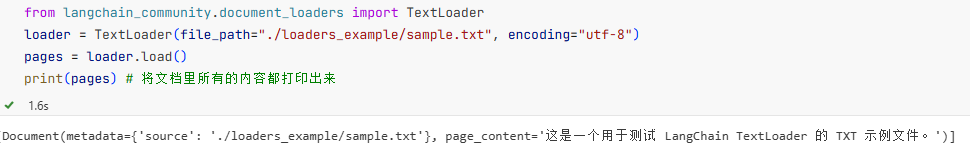 from langchain_community.document_loaders import TextLoader
loader = TextLoader(file_path="./loaders_example/sample.txt", encoding="utf-8")
pages = loader.load()
print(pages) # 将文档里所有的内容都打印出来
1.6s
Document(metadata={'source': './loaders_example/sample.txt'}, page_content='这是一个用于测试 LangChain TextLoader 的 TXT 示例文件。')]